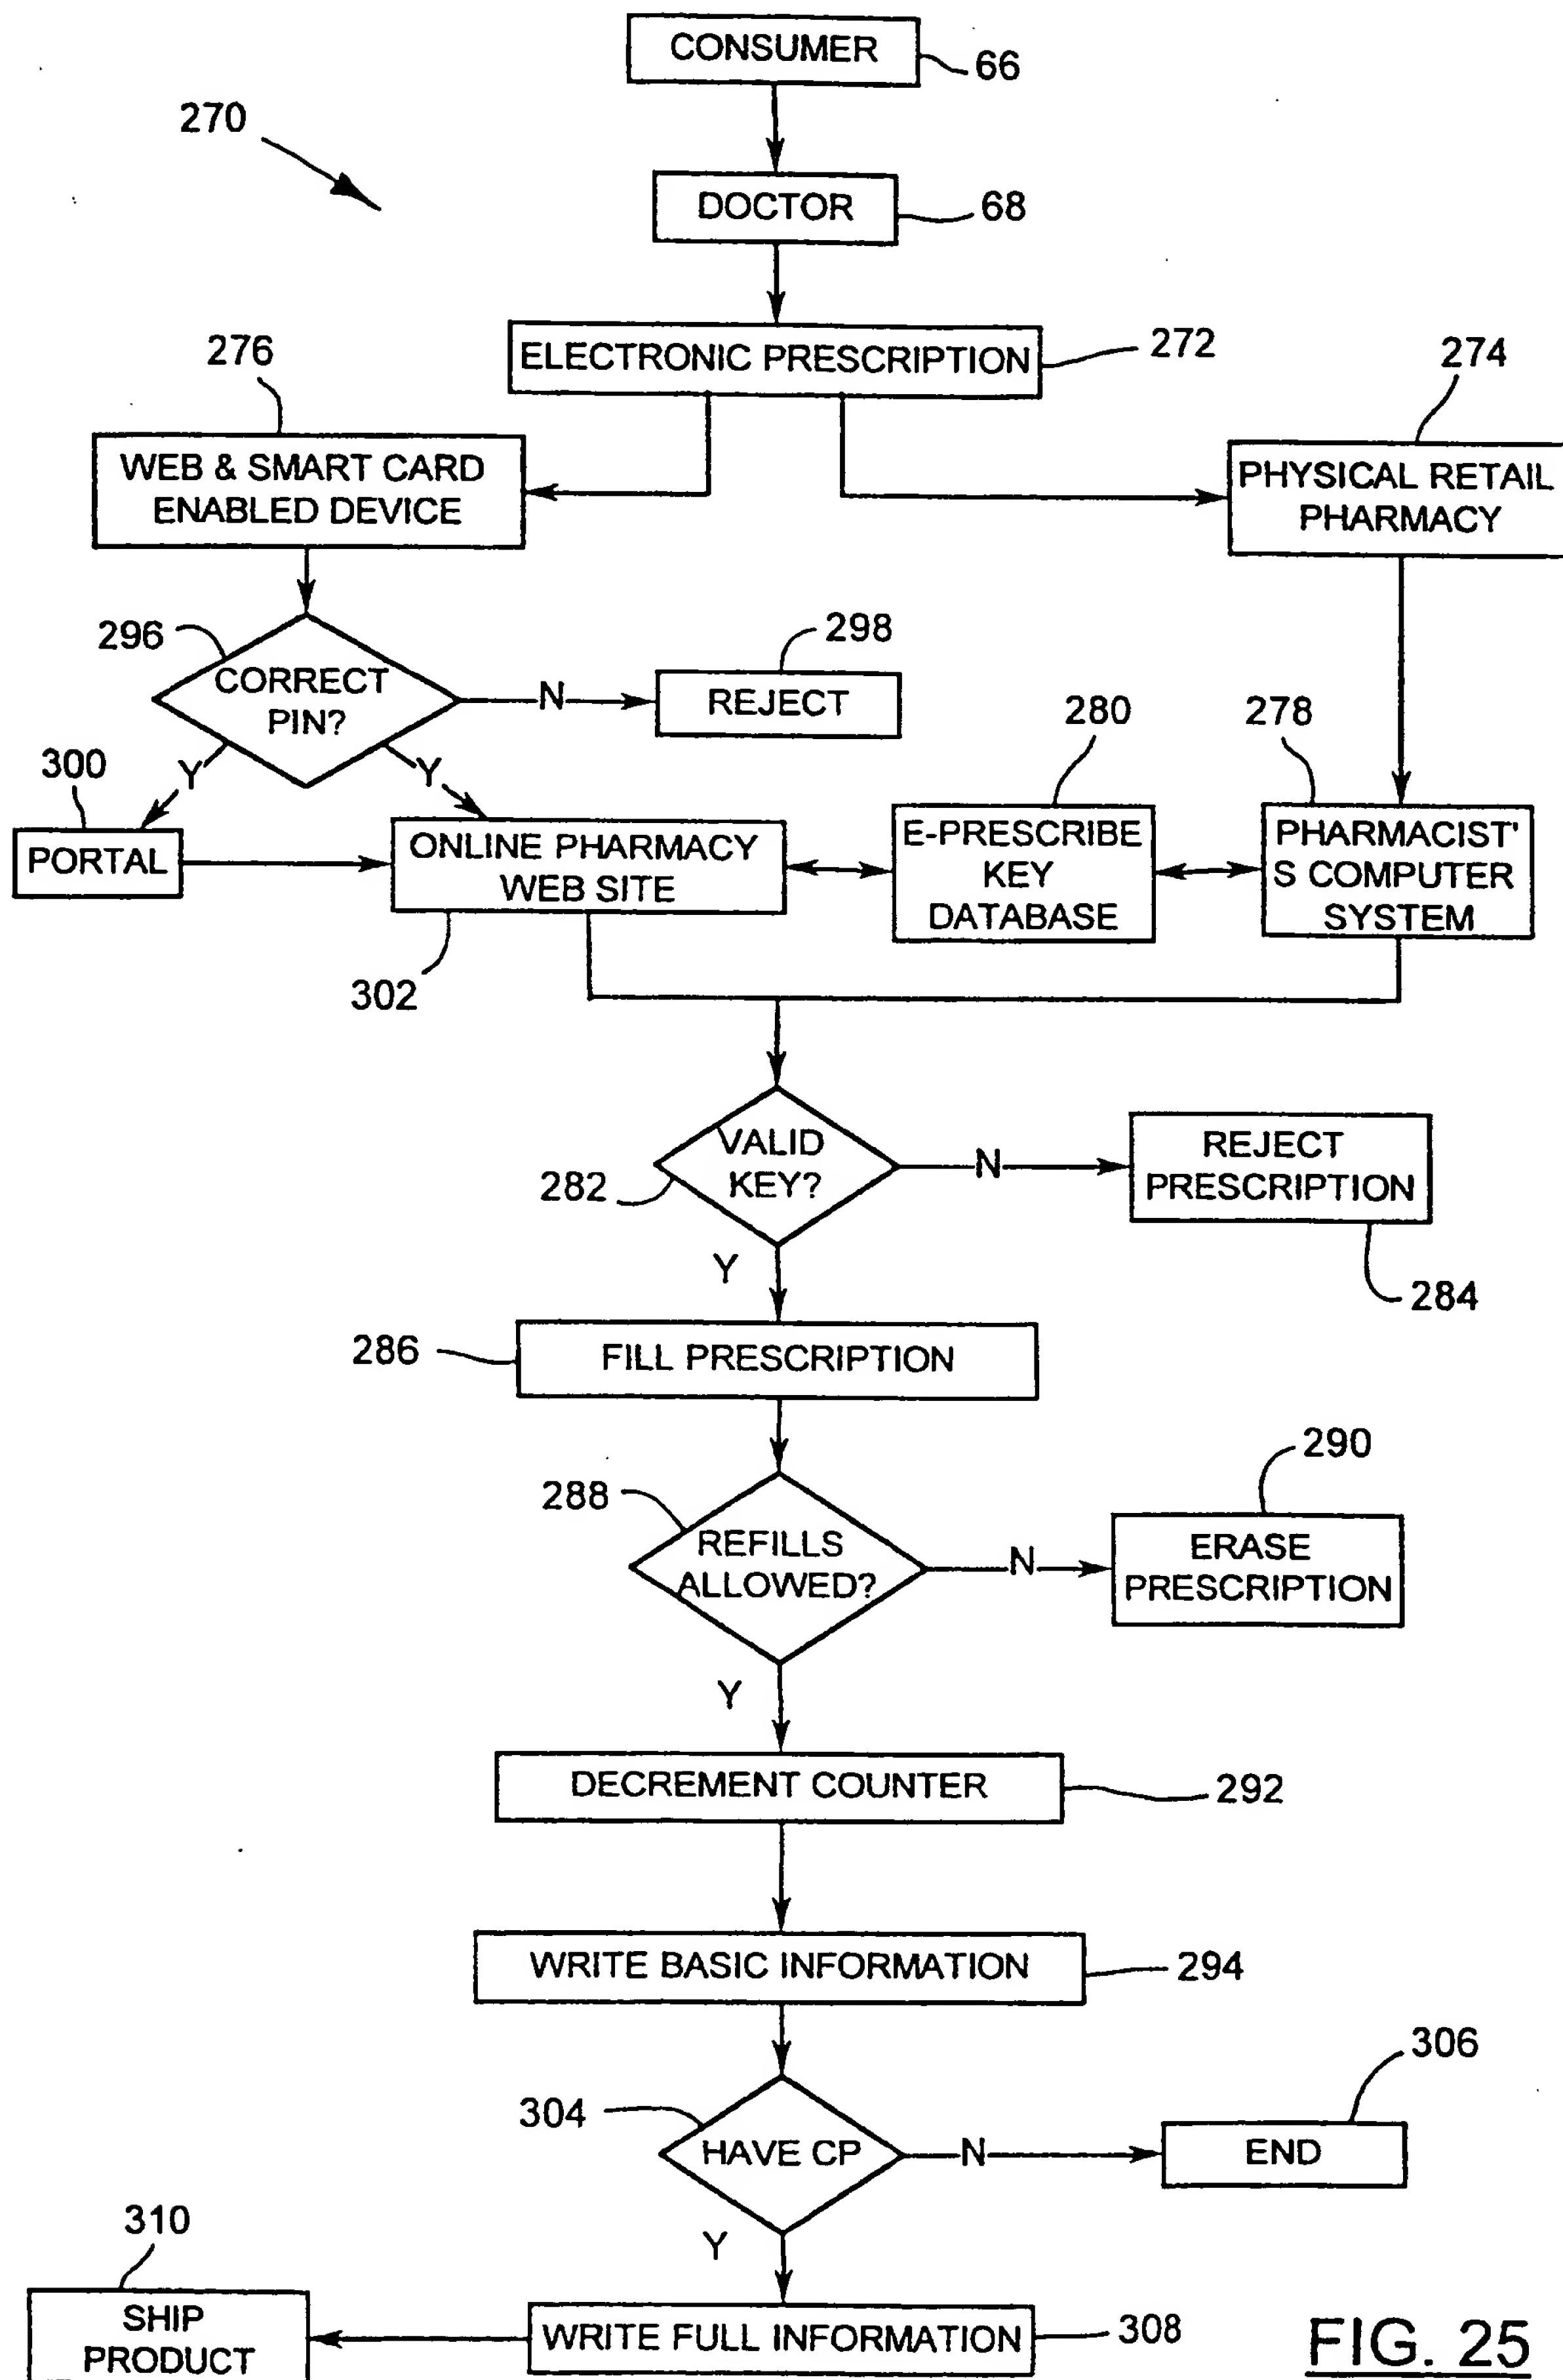 CONSUMER
66
270
DOCTOR
68
ELECTRONIC PRESCRIPTION
272
276
274
WEB & SMART CARD
ENABLED DEVICE
PHYSICAL RETAIL
PHARMACY
296
298
CORRECT
PIN?
N
REJECT
280
278
300
Y
Y
PORTAL
ONLINE PHARMACY
WEB SITE
E-PRESCRIBE
KEY
DATABASE
PHARMACIST'
S COMPUTER
SYSTEM
302
VALID
KEY?
282
N
REJECT
PRESCRIPTION
284
Y
286
FILL PRESCRIPTION
290
288
REFILLS
ALLOWED?
N
ERASE
PRESCRIPTION
Y
DECREMENT COUNTER
292
WRITE BASIC INFORMATION
294
306
304
HAVE CP
N
END
310
Y
SHIP
PRODUCT
WRITE FULL INFORMATION
308
FIG. 25